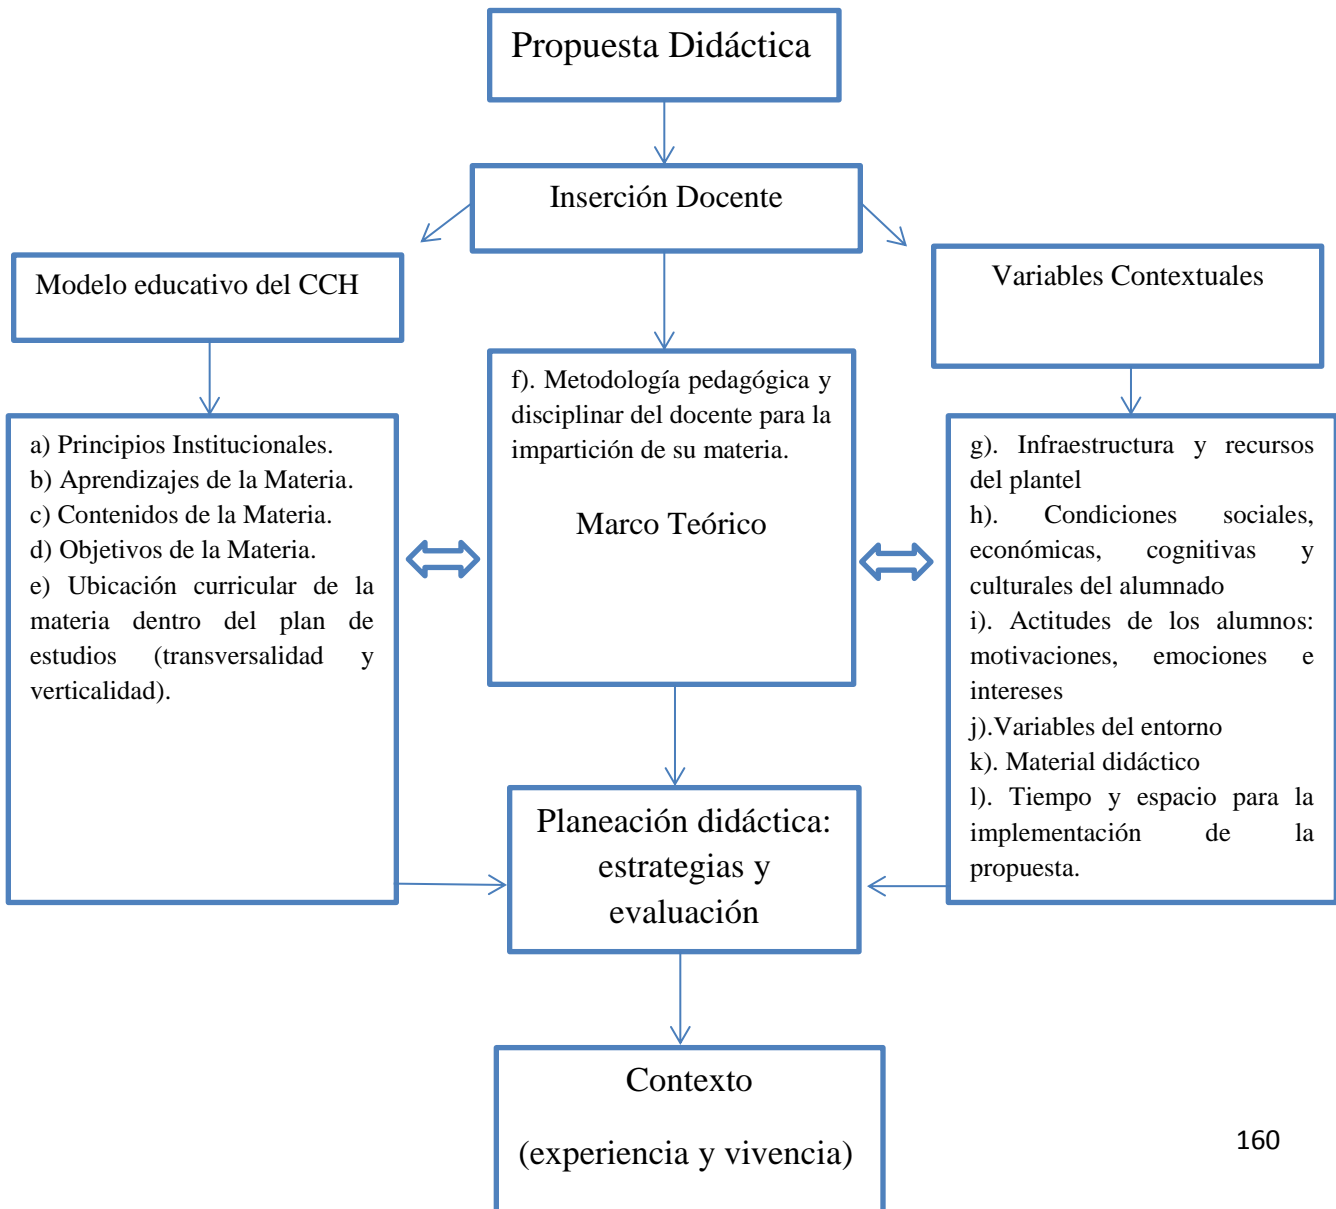 Propuesta Didáctica
Inserción Docente
Modelo educativo del CCH
Variables Contextuales
a) Principios Institucionales.
b) Aprendizajes de la Materia.
c) Contenidos de la Materia.
d) Objetivos de la Materia.
e) Ubicación curricular de la
materia dentro del plan de
estudios (transversalidad y
verticalidad).
f). Metodología pedagógica y
disciplinar del docente para la
impartición de su materia.
Marco Teórico
g). Infraestructura y recursos
del plantel
h). Condiciones sociales,
económicas, cognitivas y
culturales del alumnado
i). Actitudes de los alumnos:
motivaciones, emociones e
intereses
j).Variables del entorno
k). Material didáctico
l). Tiempo y espacio para la
implementación de la
propuesta.
Planeación didáctica:
estrategias y
evaluación
Contexto
(experiencia y vivencia)
160